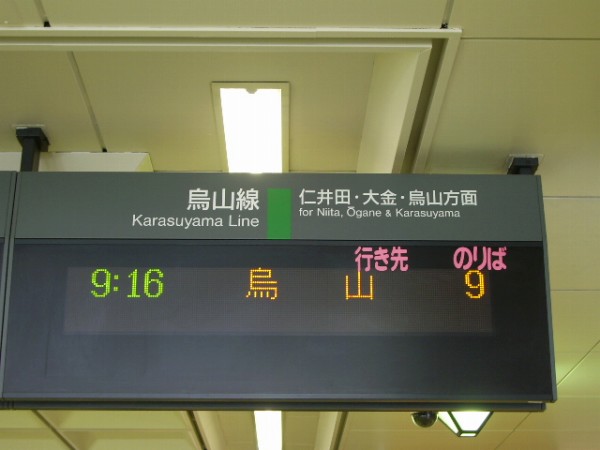 烏山線
Karasuyama Line
仁井田・大金・烏山方面
for Niita, Ōgane & Karasuyama
行き先 のりば
9:16 烏 山 9